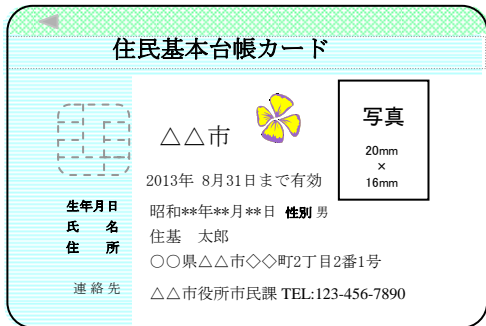 住民基本台帳カード
△△市
写真
20mm
×
16mm
2013年 8月31日まで有効
生年月日 昭和**年**月**日 性別 男
氏 名 住基 太郎
住 所 〇〇県△△市◇◇町2丁目2番1号
連絡先 △△市役所市民課 TEL:123-456-7890